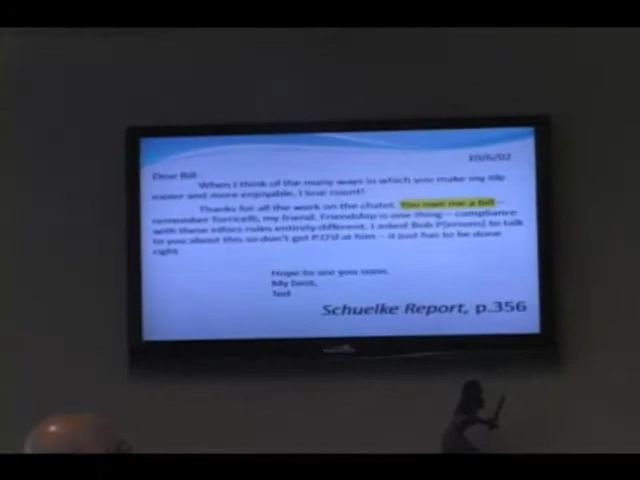 10/6/02
Dear Bill
When I think of the many ways in which you make my life
easier and more enjoyable, I lose count!
Thanks for all the work on the chalet. You owe me a bill –
remember Torricelli, my friend. Friendship is one thing – compliance
with these ethics rules entirely different. I asked Bob P[ersons] to talk
to you about this so don't get P.O'd at him – it just has to be done
right.
Hope to see you soon.
My best,
Ted
Schuelke Report, p.356